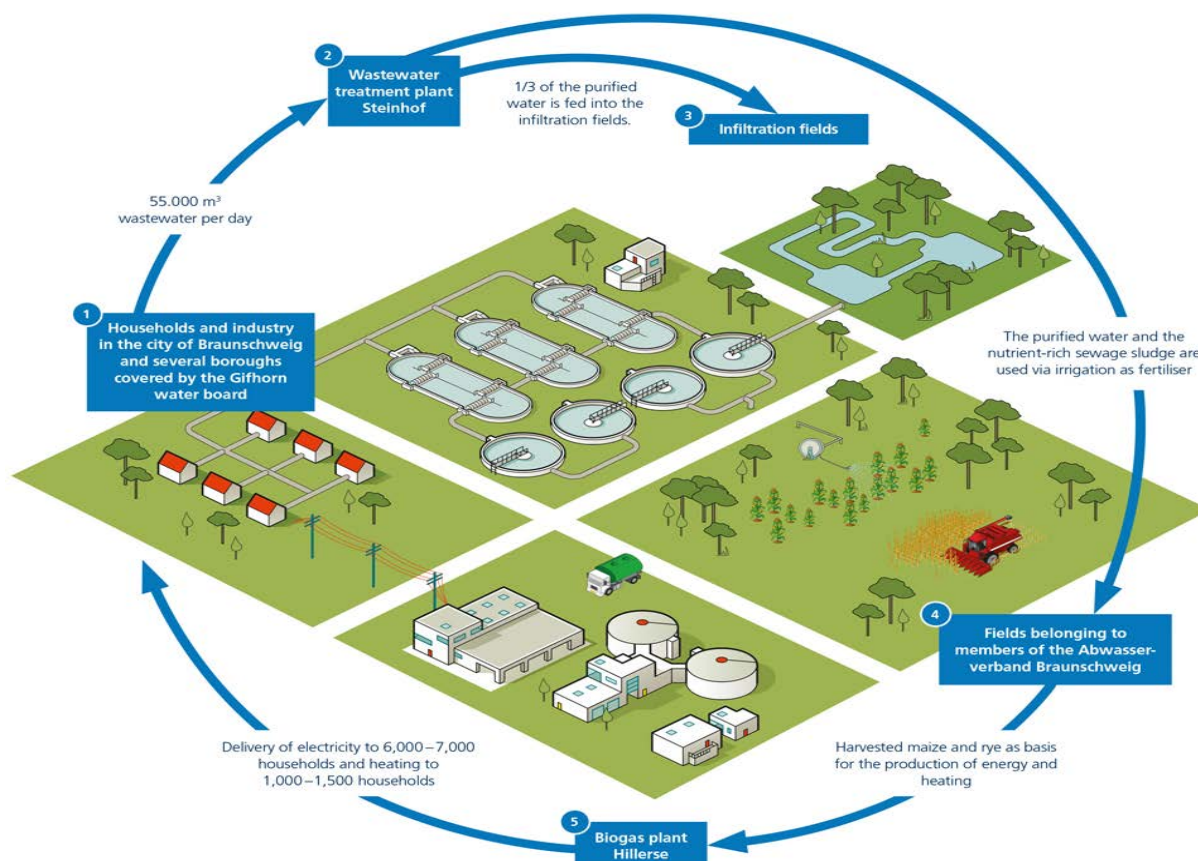 1
Households and industry
in the city of Braunschweig
and several boroughs
covered by the Gifhorn
water board
55.000 m³
wastewater per day
2
Wastewater
treatment plant
Steinhof
1/3 of the purified
water is fed into the
infiltration fields.
3
Infiltration fields
The purified water and the
nutrient-rich sewage sludge are
used via irrigation as fertiliser
4
Fields belonging to
members of the Abwasser-
verband Braunschweig
Harvested maize and rye as basis
for the production of energy and
heating
5
Biogas plant
Hillerse
Delivery of electricity to 6,000–7,000
households and heating to
1,000–1,500 households